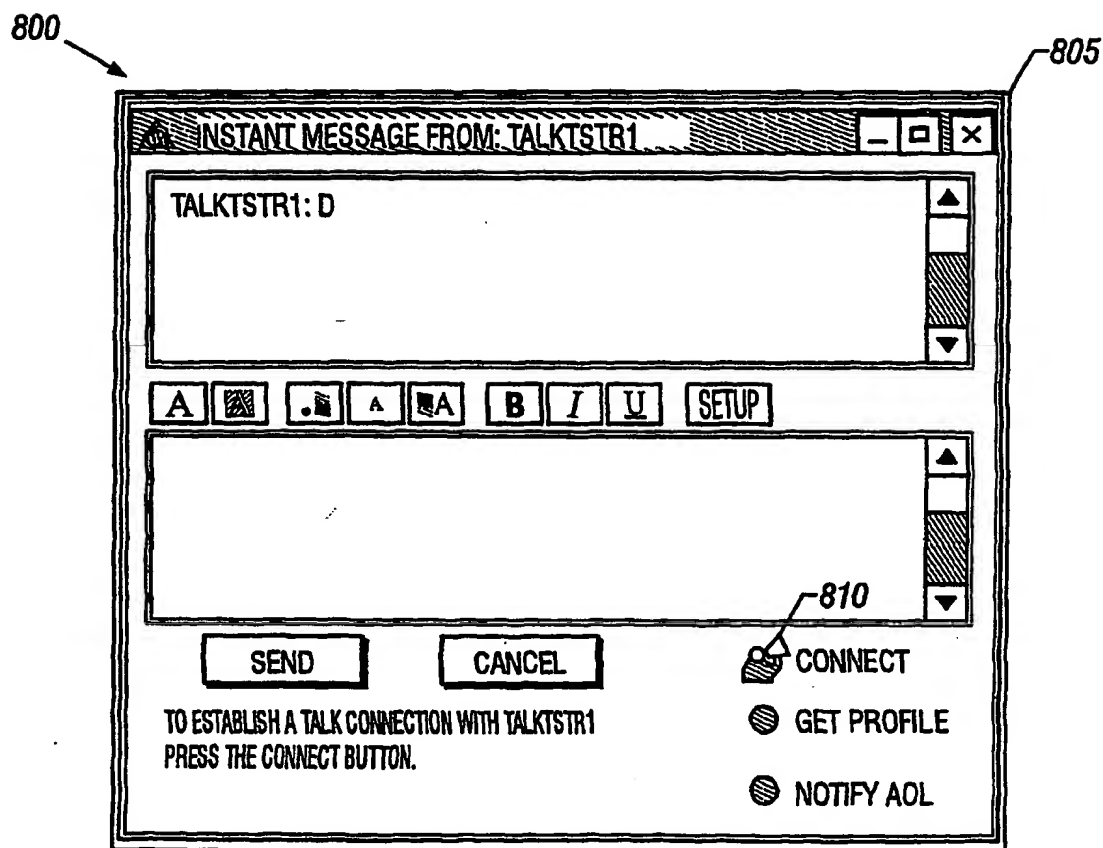 800
805
INSTANT MESSAGE FROM: TALKTSTR1
TALKTSTR1: D
A A A A B I U SETUP
810
SEND CANCEL CONNECT
TO ESTABLISH A TALK CONNECTION WITH TALKTSTR1
PRESS THE CONNECT BUTTON.
GET PROFILE
NOTIFY AOL